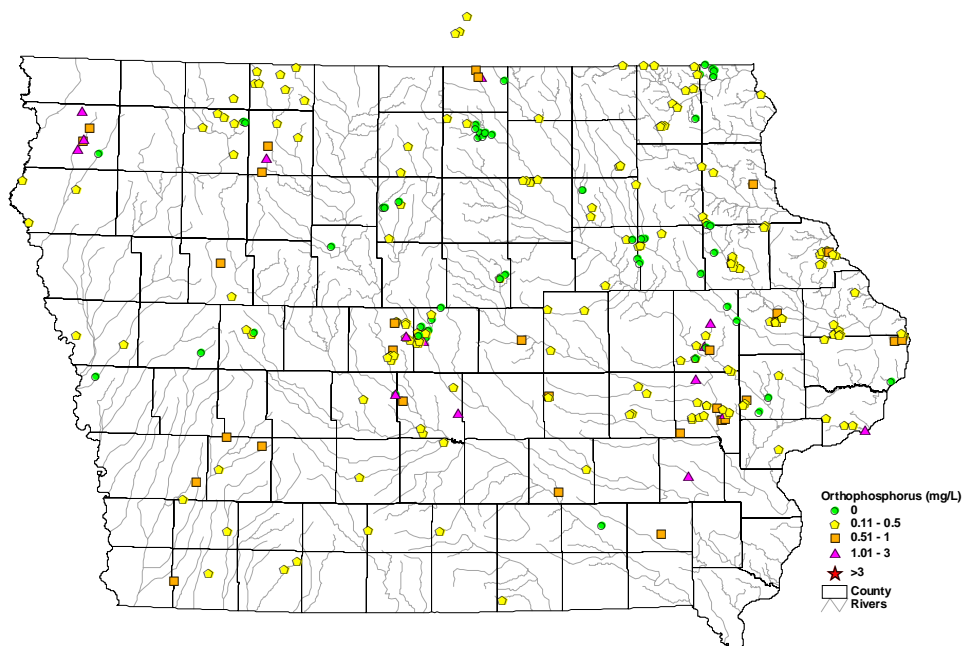 Orthophosphorus (mg/L)
0
0.11 - 0.5
0.51 - 1
1.01 - 3
>3
County
Rivers